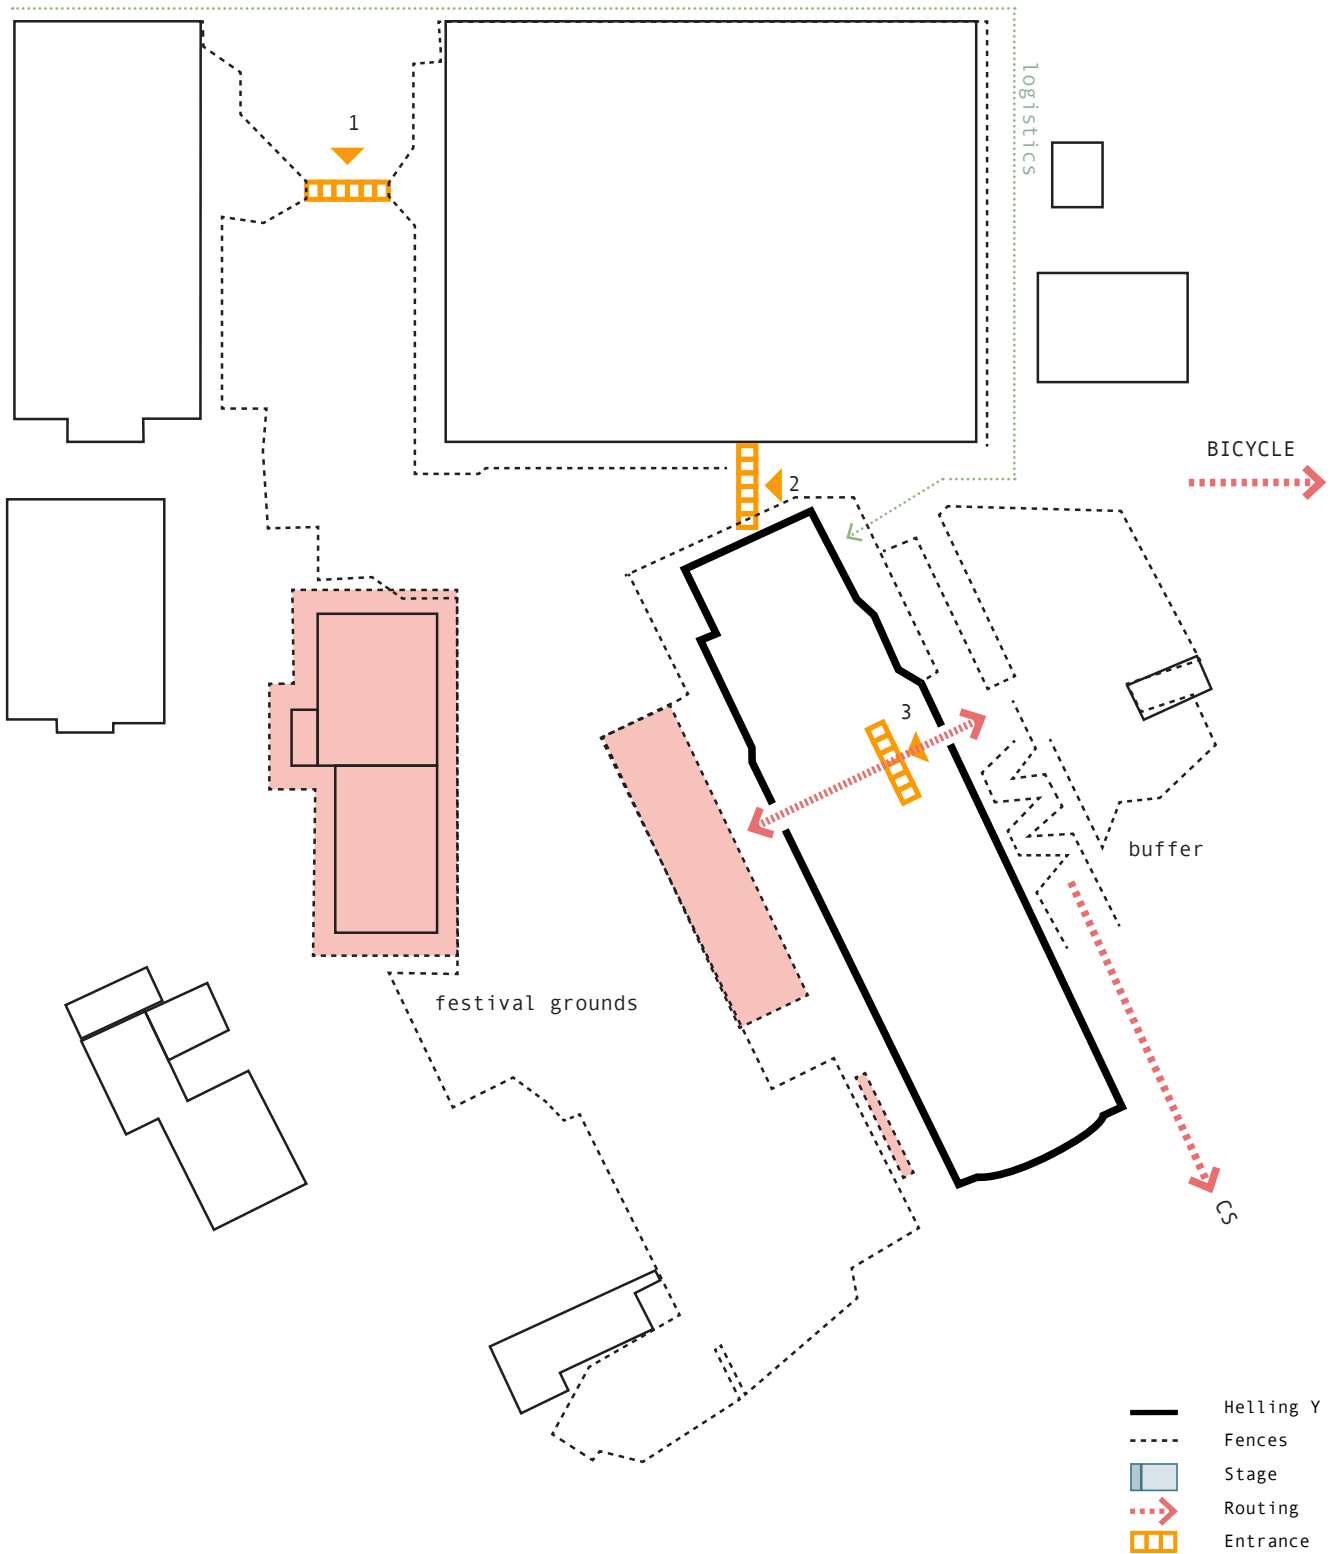 logistics
1
BICYCLE
2
3
buffer
festival grounds
CS
Helling Y
Fences
Stage
Routing
Entrance